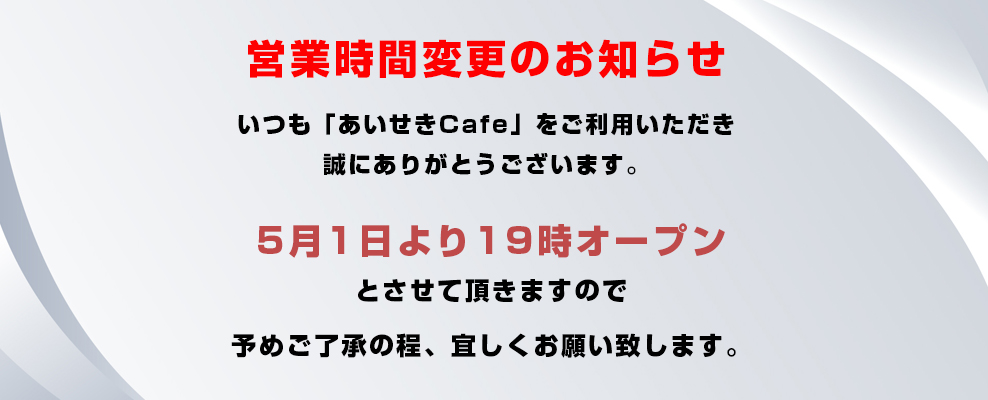 営業時間変更のお知らせ
いつも「あいせきCafe」をご利用いただき
誠にありがとうございます。
5月1日より19時オープン
とさせて頂きますので
予めご了承の程、宜しくお願い致します。